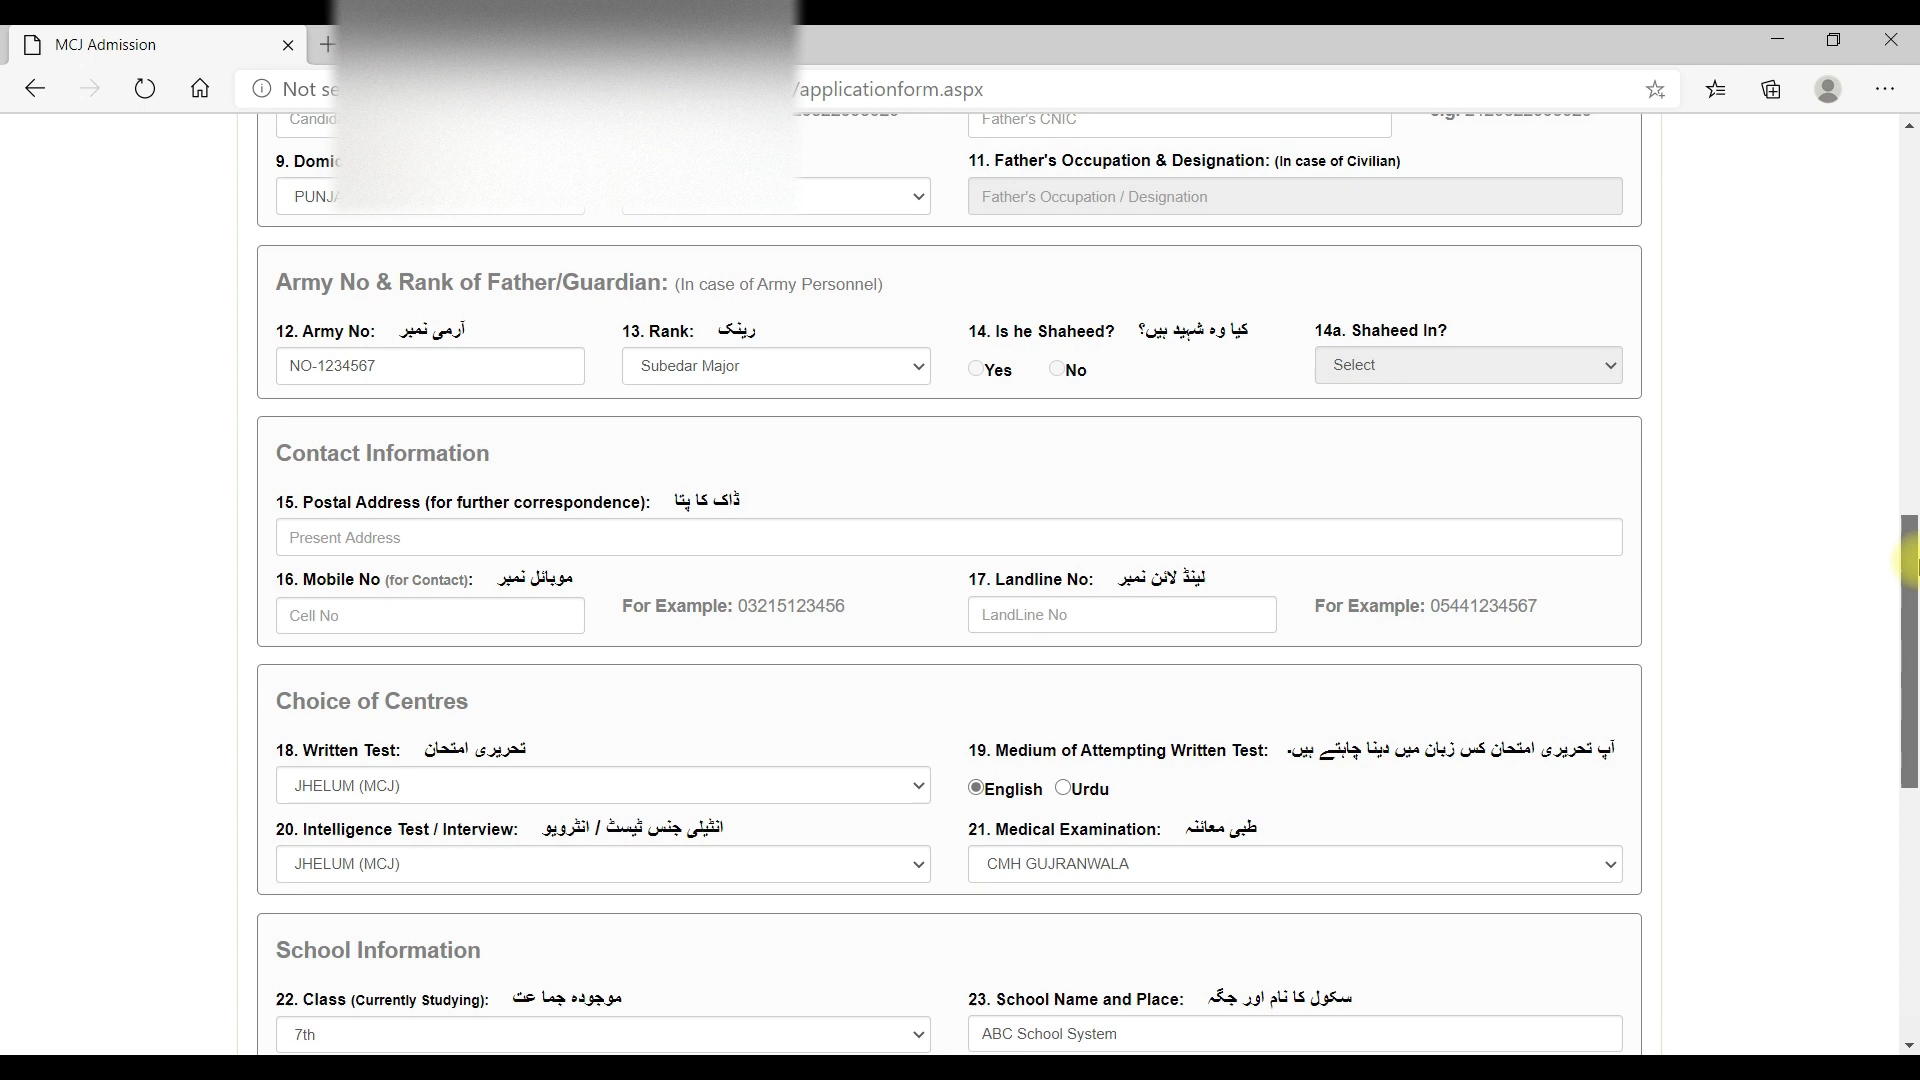 MCJ Admission
Not /applicationform.aspx
Father's CNIC
9.
11. Father's Occupation & Designation: (In case of Civilian)
Father's Occupation / Designation
Army No & Rank of Father/Guardian: (In case of Army Personnel)
12. Army No: آرمی نمبر 13. Rank: رینک 14. Is he Shaheed? کیا وہ شہید ہیں؟ 14a. Shaheed In?
NO-1234567 Subedar Major Yes No Select
Contact Information
15. Postal Address (for further correspondence): ڈاک کا پتا
Present Address
16. Mobile No (for Contact): موبائل نمبر 17. Landline No: لینڈ لائن نمبر
Cell No For Example: 03215123456 LandLine No For Example: 05441234567
Choice of Centres
18. Written Test: تحریری امتحان 19. Medium of Attempting Written Test: آپ تحریری امتحان کس زبان میں دینا چاہتے ہیں۔
JHELUM (MCJ) English Urdu
20. Intelligence Test / Interview: انٹیلی جنس ٹیسٹ / انٹرویو 21. Medical Examination: طبی معائنہ
JHELUM (MCJ) CMH GUJRANWALA
School Information
22. Class (Currently Studying): موجودہ جما عت 23. School Name and Place: سکول کا نام اور جگہ
7th ABC School System